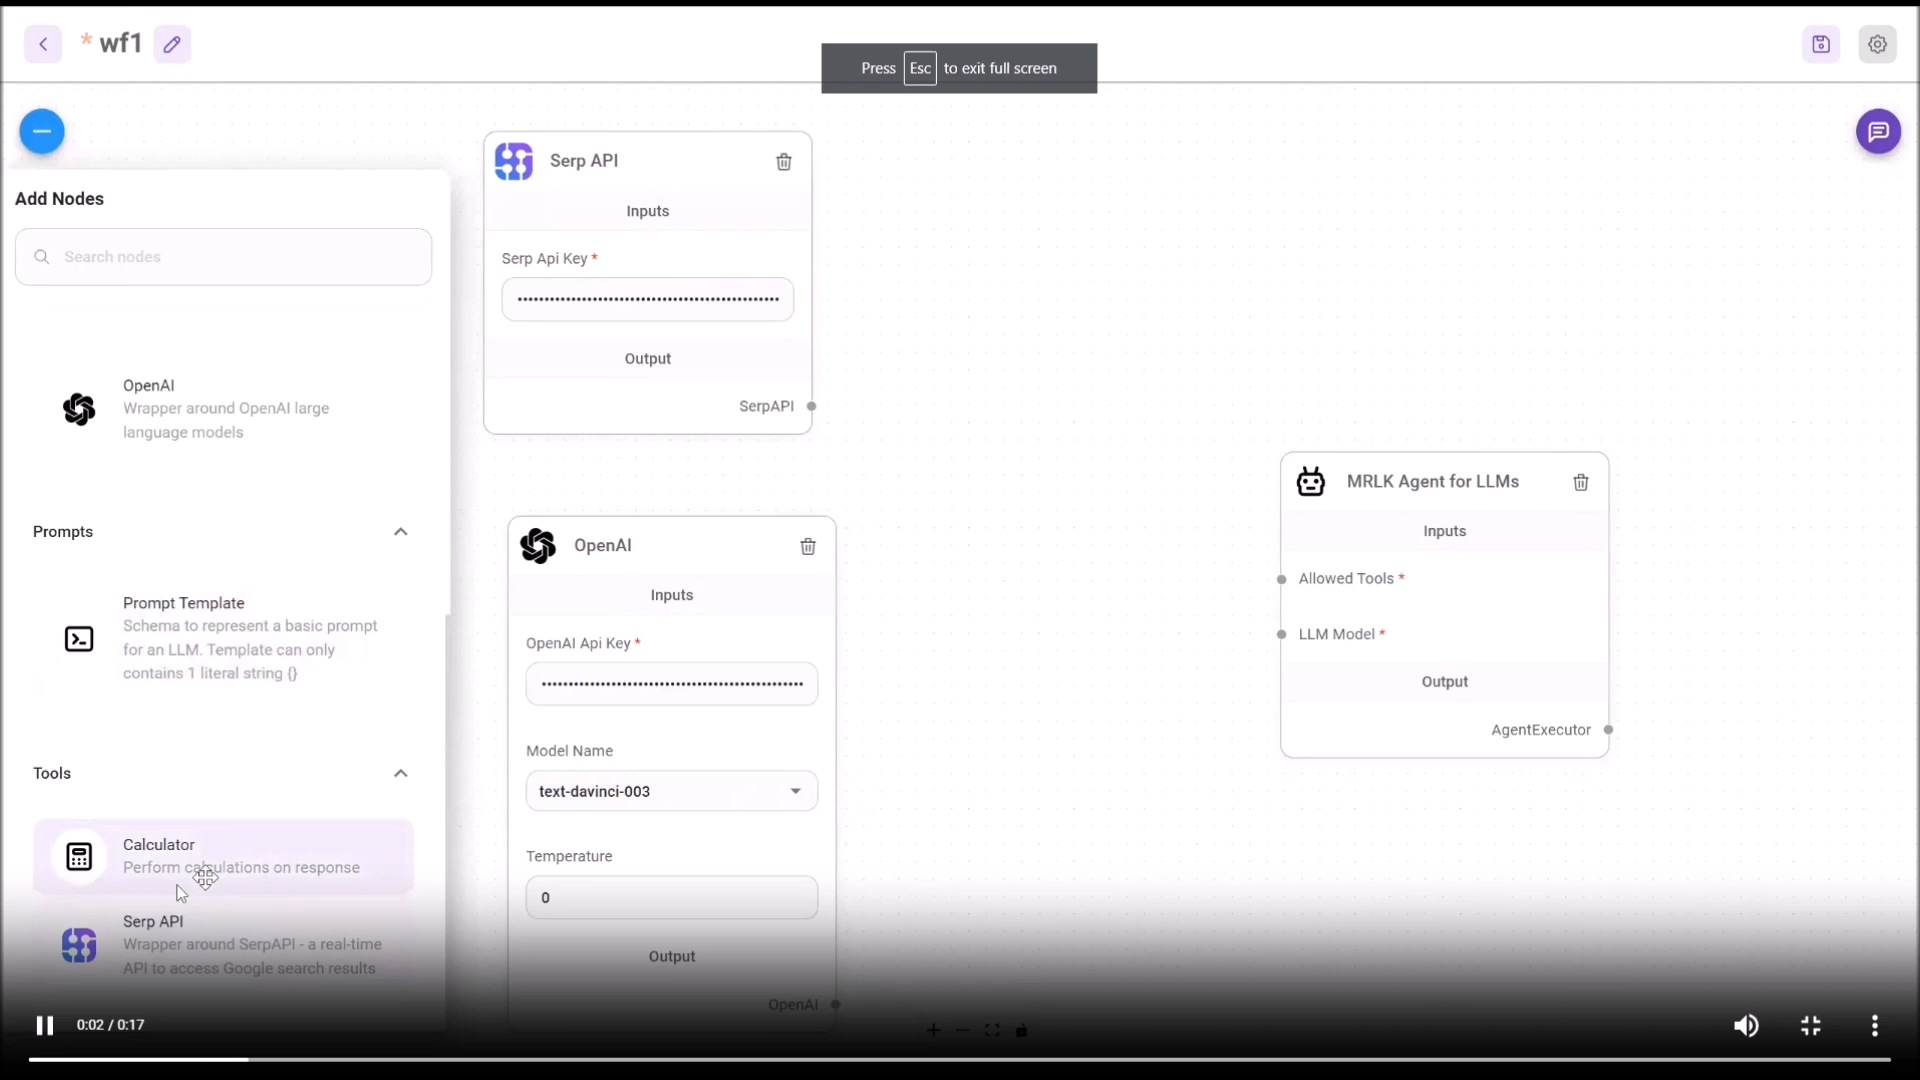 * wf1
Press Esc to exit full screen
Add Nodes
Search nodes
OpenAI
Wrapper around OpenAI large
language models
Prompts
Prompt Template
Schema to represent a basic prompt
for an LLM. Template can only
contains 1 literal string {}
Tools
Calculator
Perform calculations on response
Serp API
Wrapper around SerpAPI - a real-time
API to access Google search results
Serp API
Inputs
Serp Api Key *
Output
SerpAPI
OpenAI
Inputs
OpenAI Api Key *
Model Name
text-davinci-003
Temperature
0
Output
OpenAI
MRLK Agent for LLMs
Inputs
Allowed Tools *
LLM Model *
Output
AgentExecutor
0:02 / 0:17